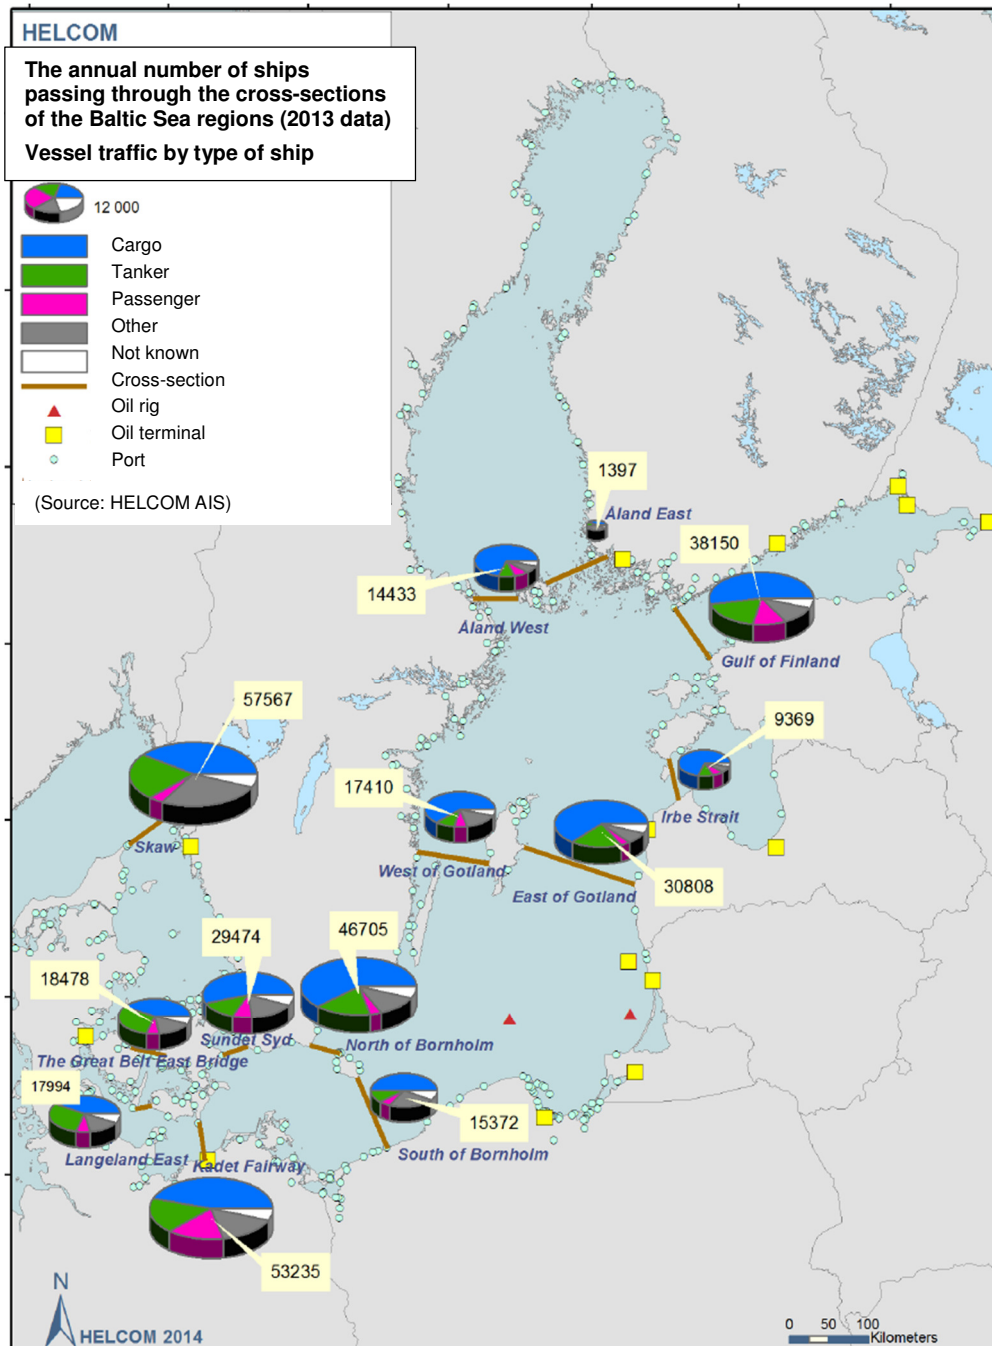 HELCOM
The annual number of ships
passing through the cross-sections
of the Baltic Sea regions (2013 data)
Vessel traffic by type of ship
12 000
Cargo
Tanker
Passenger
Other
Not known
Cross-section
Oil rig
Oil terminal
Port
(Source: HELCOM AIS)
1397
Åland East
38150
14433
Åland West
Gulf of Finland
57567
9369
17410
Irbe Strait
Skaw
West of Gotland
East of Gotland
30808
29474
46705
18478
Sundet Syd
North of Bornholm
The Great Belt East Bridge
17994
15372
South of Bornholm
Langeland East
Kadet Fairway
53235
N
HELCOM 2014
0 50 100
Kilometers